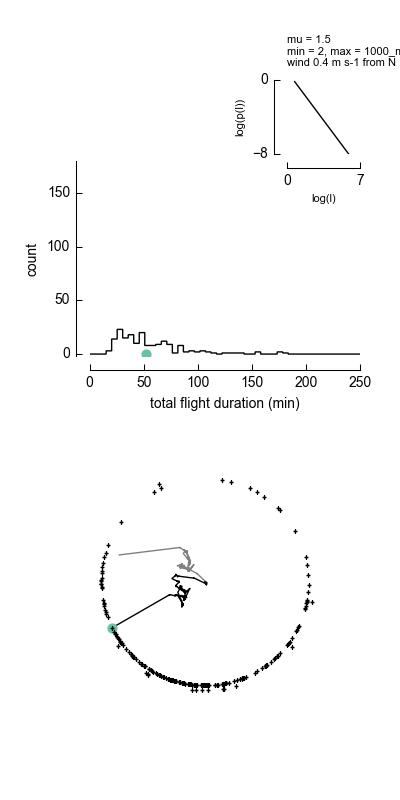 mu = 1.5
min = 2, max = 1000_m
wind 0.4 m s-1 from N
0
−8
log(p(l))
0 7
log(l)
150
100
50
0
count
0 50 100 150 200 250
total flight duration (min)